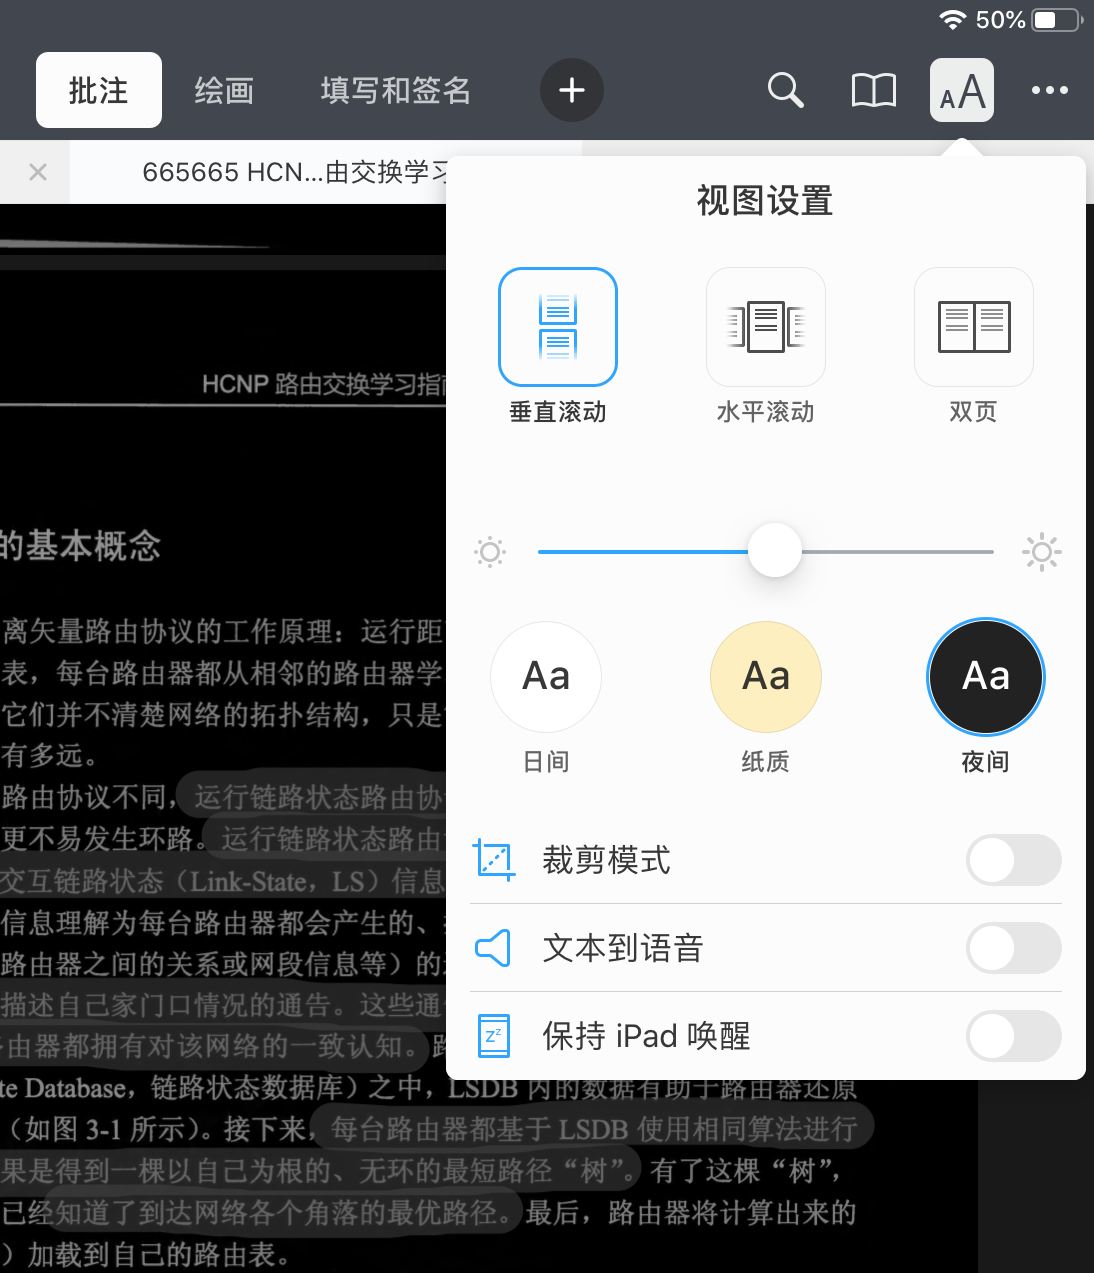 50%
批注 绘画 填写和签名
AA
665665 HCN...由交换学习
视图设置
垂直滚动 水平滚动 双页
HCNP 路由交换学习指
的基本概念
Aa Aa Aa
日间 纸质 夜间
离矢量路由协议的工作原理：运行距
表，每台路由器都从相邻的路由器学
它们并不清楚网络的拓扑结构，只是
有多远。
路由协议不同，运行链路状态路由协
更不易发生环路。运行链路状态路由
交互链路状态（Link-State，LS）信息
信息理解为每台路由器都会产生的、
路由器之间的关系或网段信息等）的
描述自己家门口情况的通告。这些通
由器都拥有对该网络的一致认知。路
裁剪模式
文本到语音
zz
保持 iPad 唤醒
te Database，链路状态数据库）之中，LSDB 内的数据有助于路由器还原
（如图 3-1 所示）。接下来，每台路由器都基于 LSDB 使用相同算法进行
果是得到一棵以自己为根的、无环的最短路径“树”。有了这棵“树”，
已经知道了到达网络各个角落的最优路径。最后，路由器将计算出来的
）加载到自己的路由表。